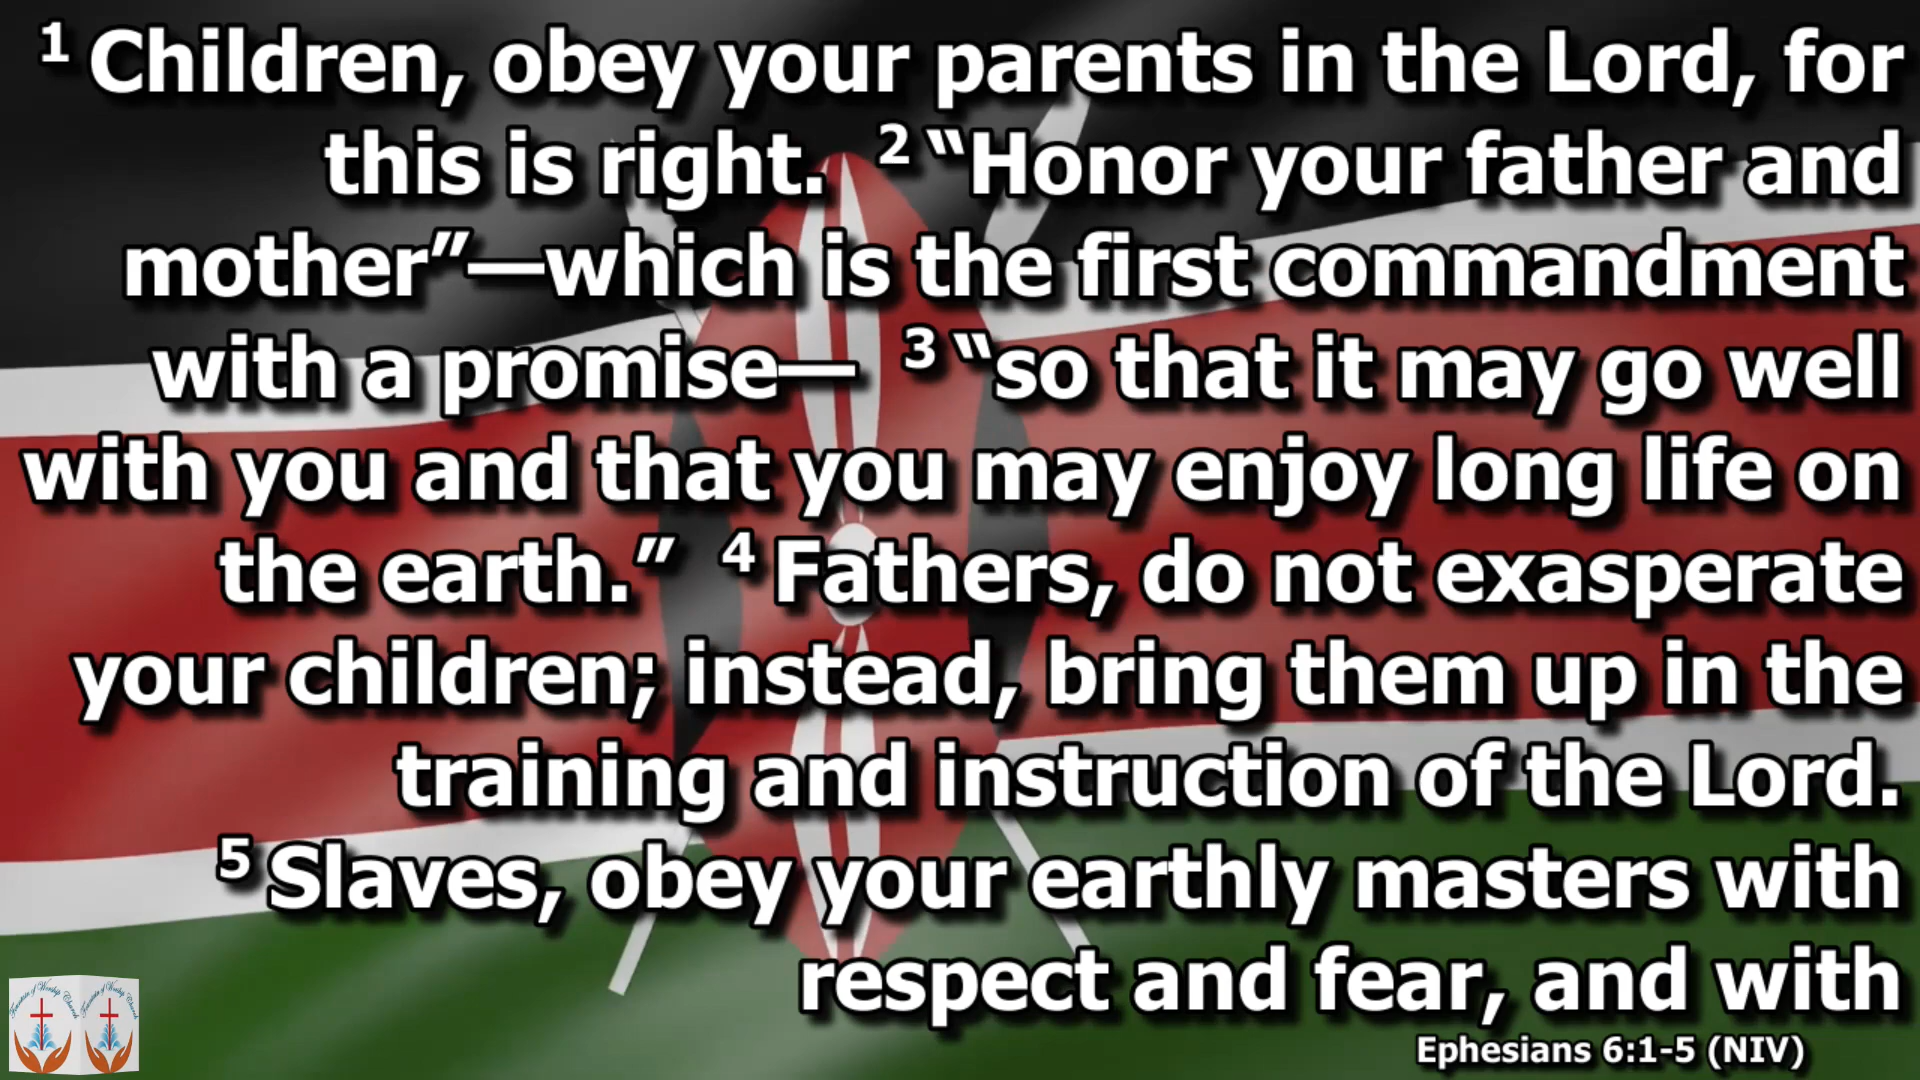 1 Children, obey your parents in the Lord, for
this is right. 2 “Honor your father and
mother”—which is the first commandment
with a promise— 3 “so that it may go well
with you and that you may enjoy long life on
the earth.” 4 Fathers, do not exasperate
your children; instead, bring them up in the
training and instruction of the Lord.
5 Slaves, obey your earthly masters with
respect and fear, and with
Ephesians 6:1-5 (NIV)